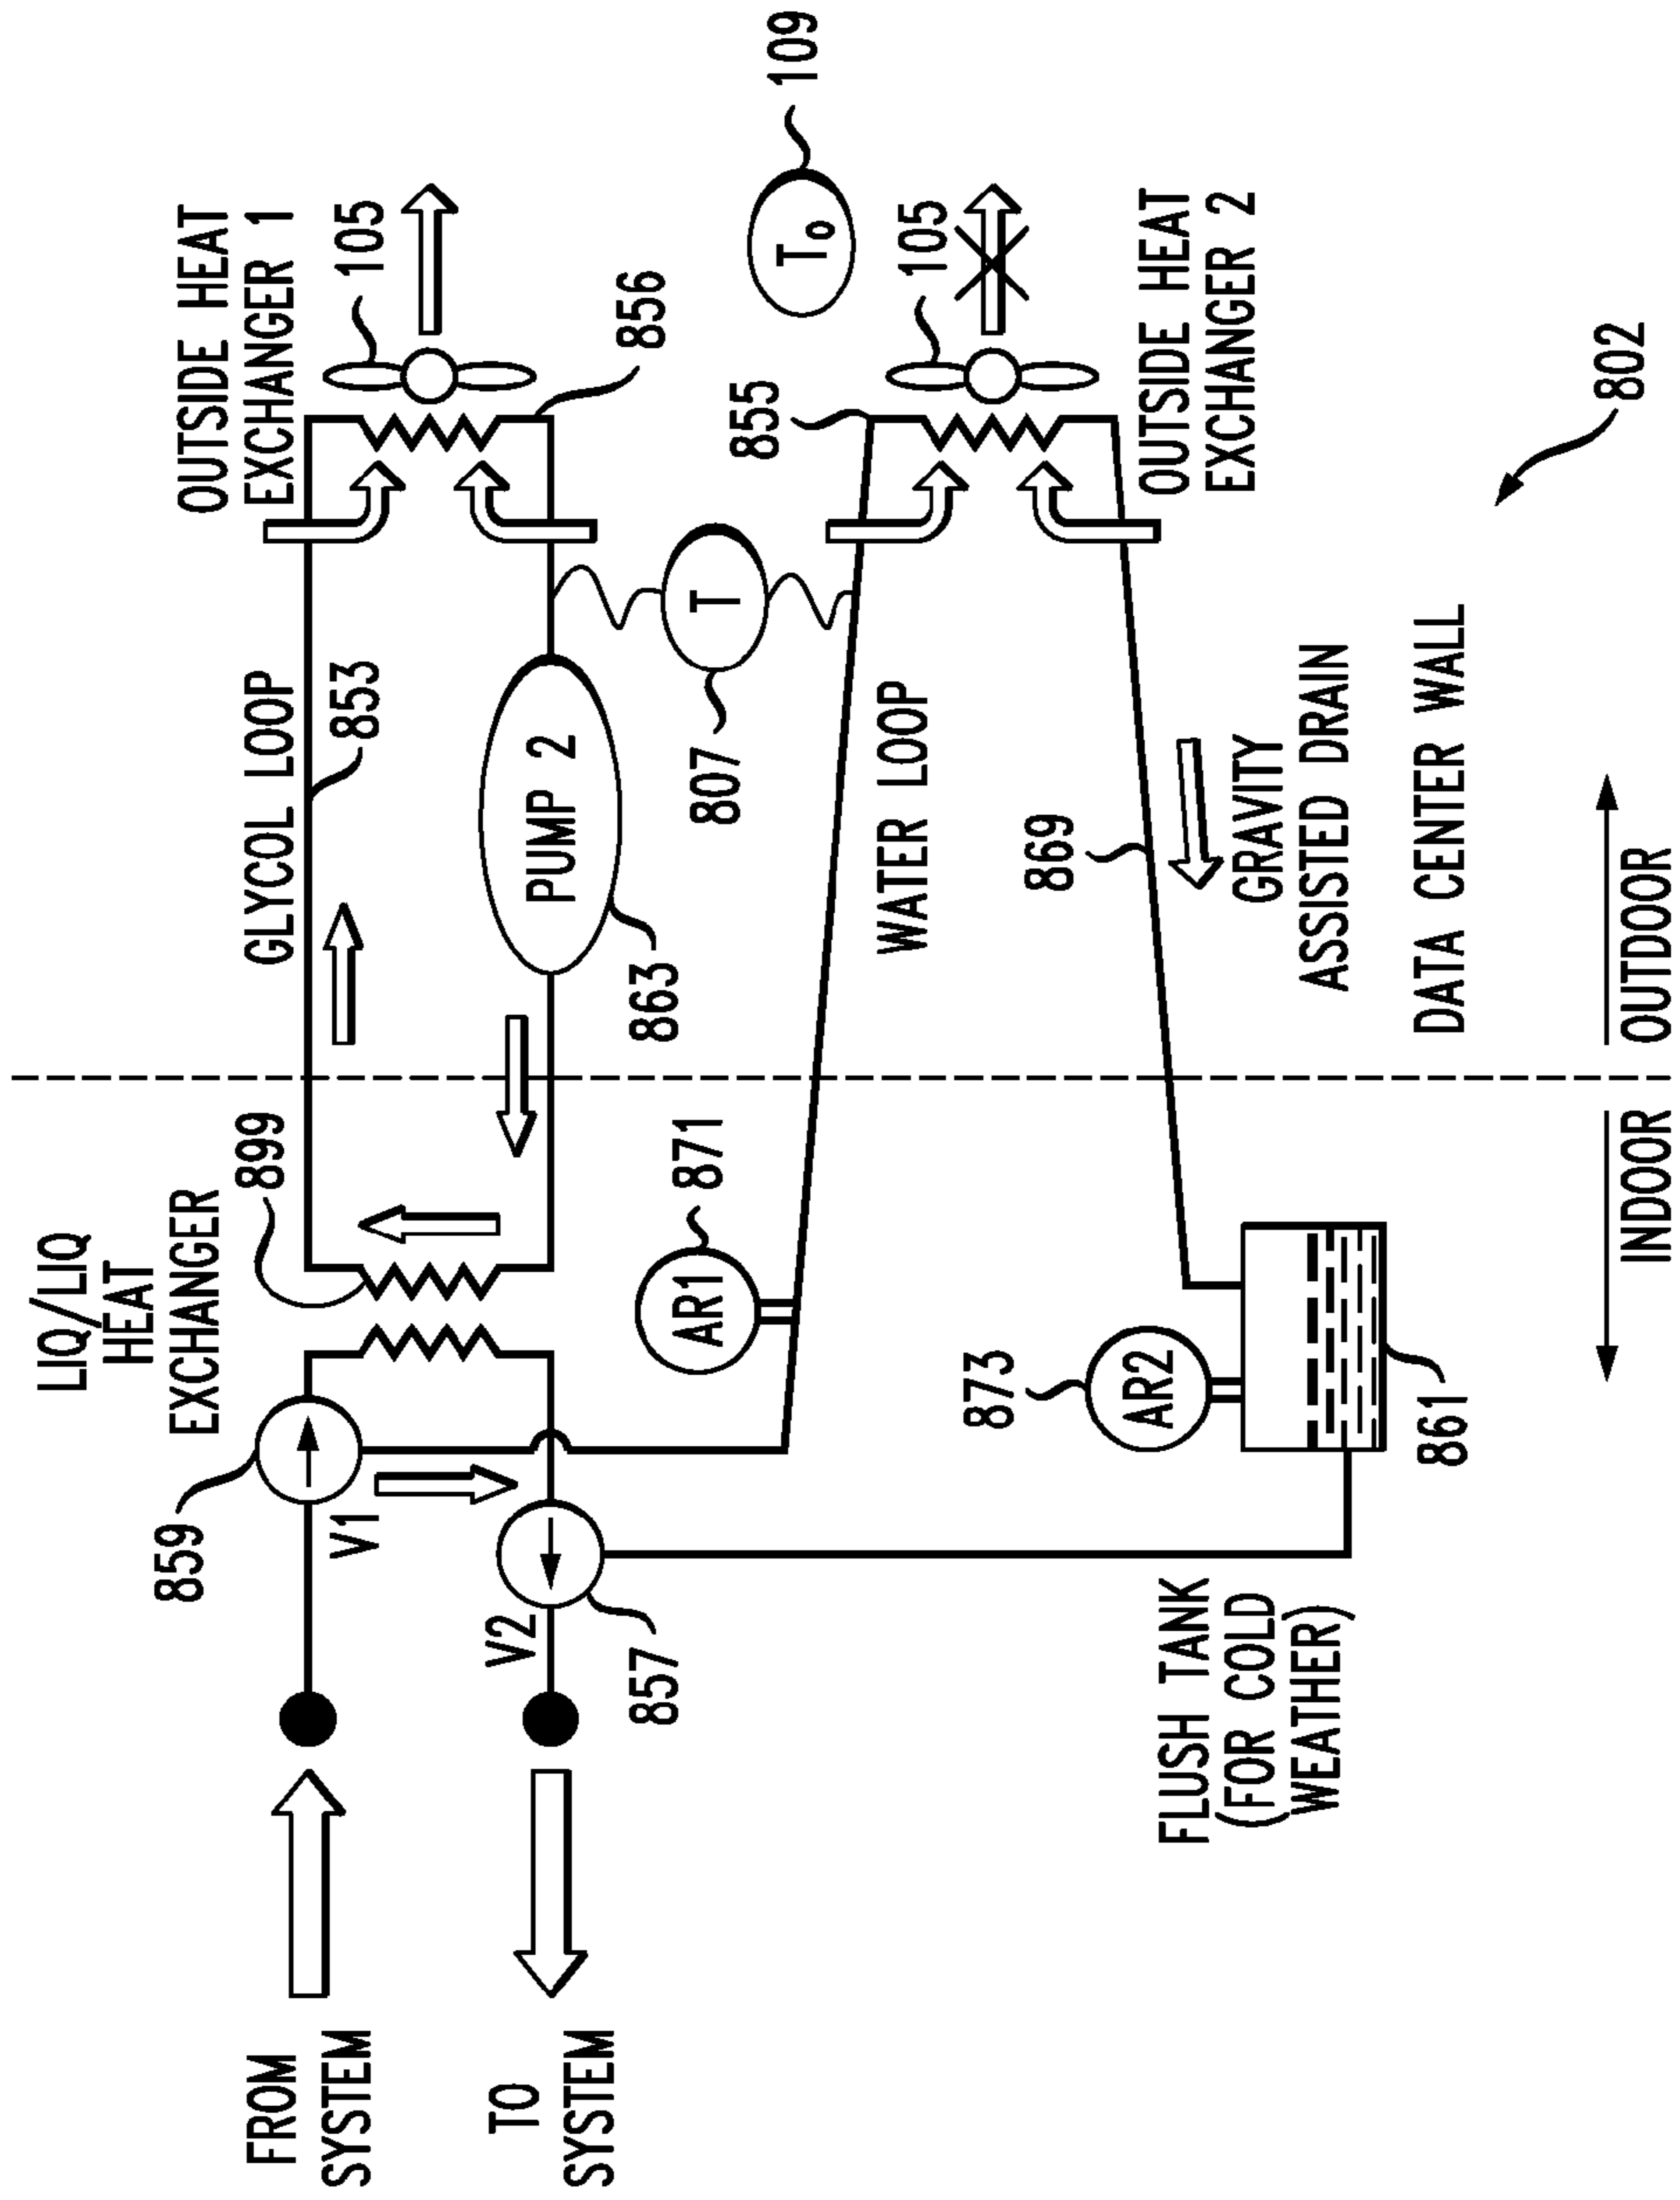 FROM
SYSTEM
TO
SYSTEM
859
V1
V2
857
LIQ/LIQ
HEAT
EXCHANGER
899
GLYCOL LOOP
853
OUTSIDE HEAT
EXCHANGER 1
105
856
PUMP 2
863
T
807
T0
109
AR1
871
WATER LOOP
855
105
OUTSIDE HEAT
EXCHANGER 2
869
GRAVITY
ASSISTED DRAIN
AR2
873
861
FLUSH TANK
(FOR COLD
WEATHER)
DATA CENTER WALL
INDOOR
OUTDOOR
802